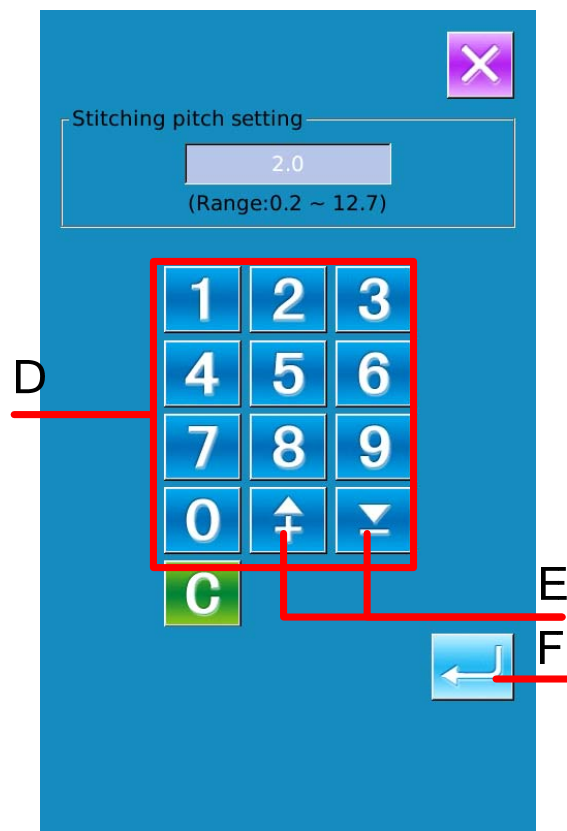 Stitching pitch setting
2.0
(Range:0.2 ~ 12.7)
1 2 3
D
4 5 6
7 8 9
0
C
E
F